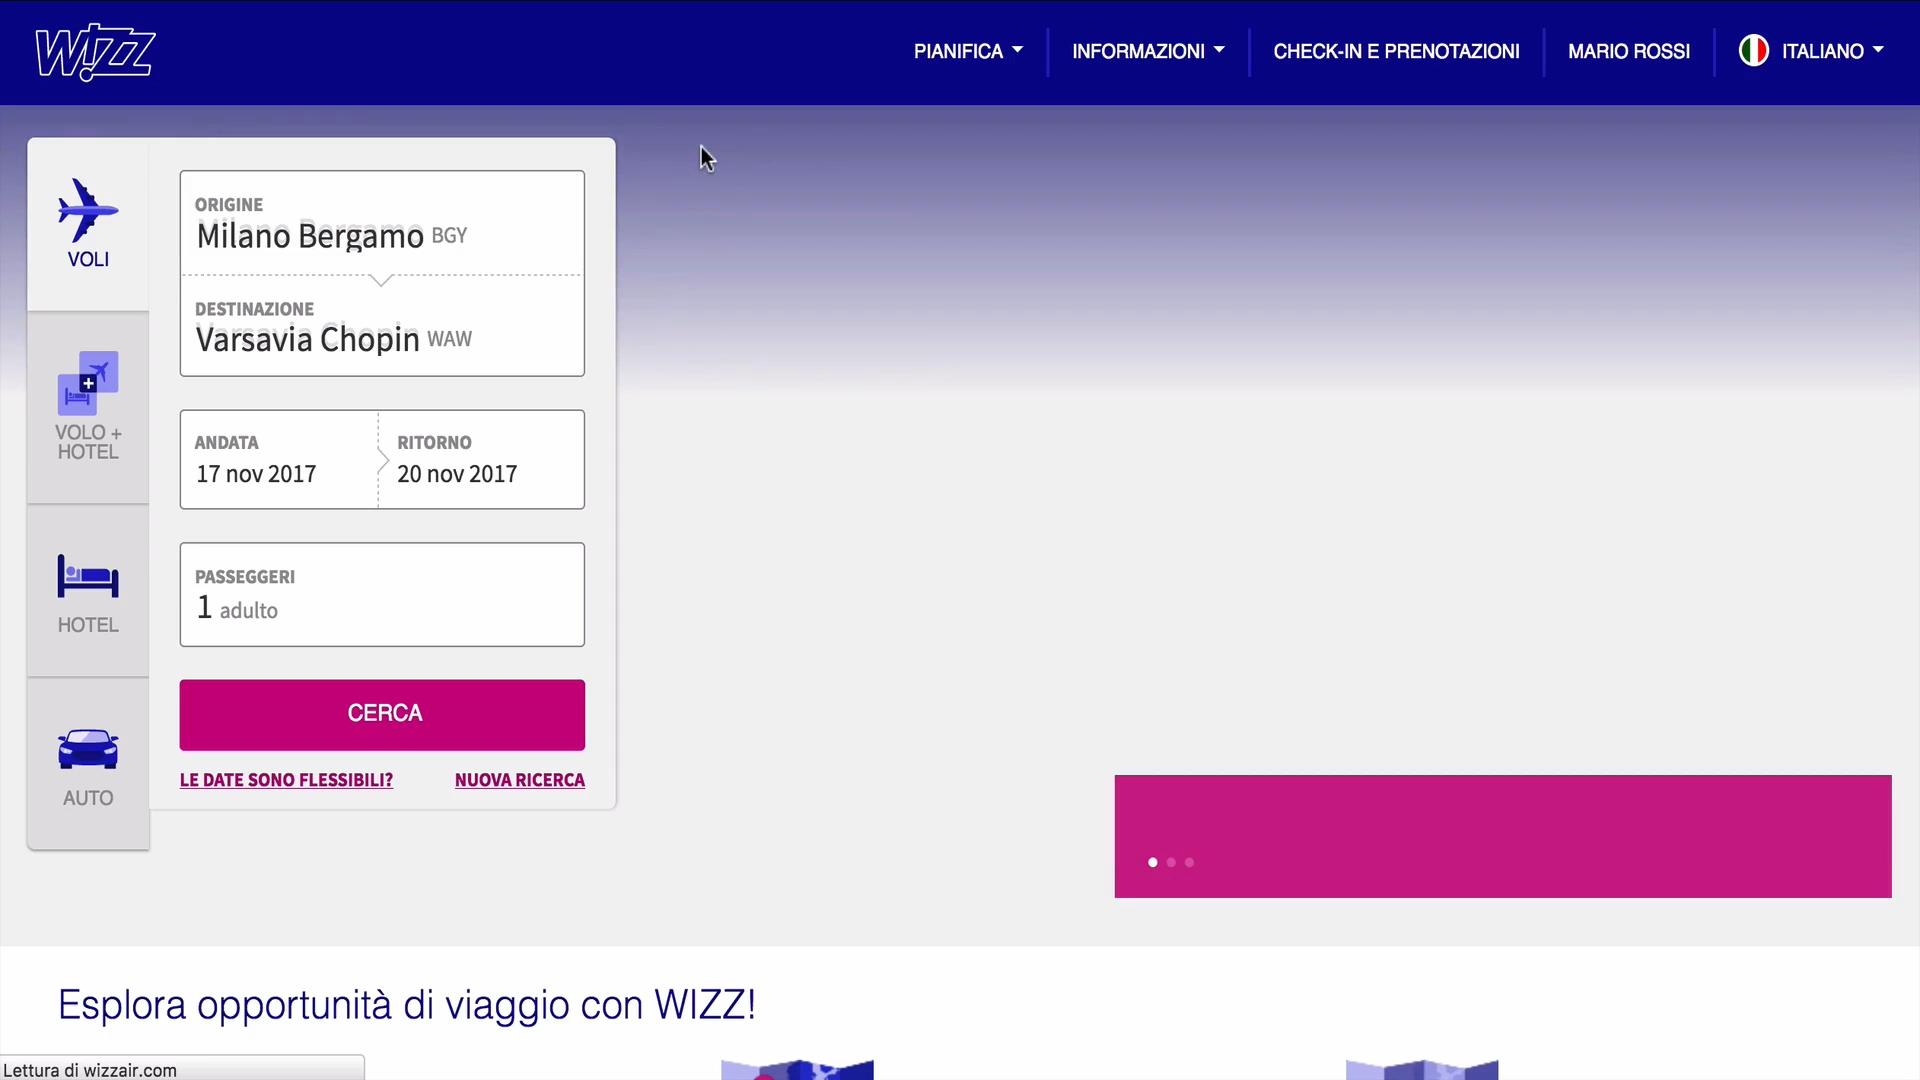 WIZZ
PIANIFICA
INFORMAZIONI
CHECK-IN E PRENOTAZIONI
MARIO ROSSI
ITALIANO
VOLI
VOLO +
HOTEL
HOTEL
AUTO
ORIGINE
Milano Bergamo BGY
DESTINAZIONE
Varsavia Chopin WAW
ANDATA
17 nov 2017
RITORNO
20 nov 2017
PASSEGGERI
1 adulto
CERCA
LE DATE SONO FLESSIBILI?
NUOVA RICERCA
Esplora opportunità di viaggio con WIZZ!
Lettura di wizzair.com